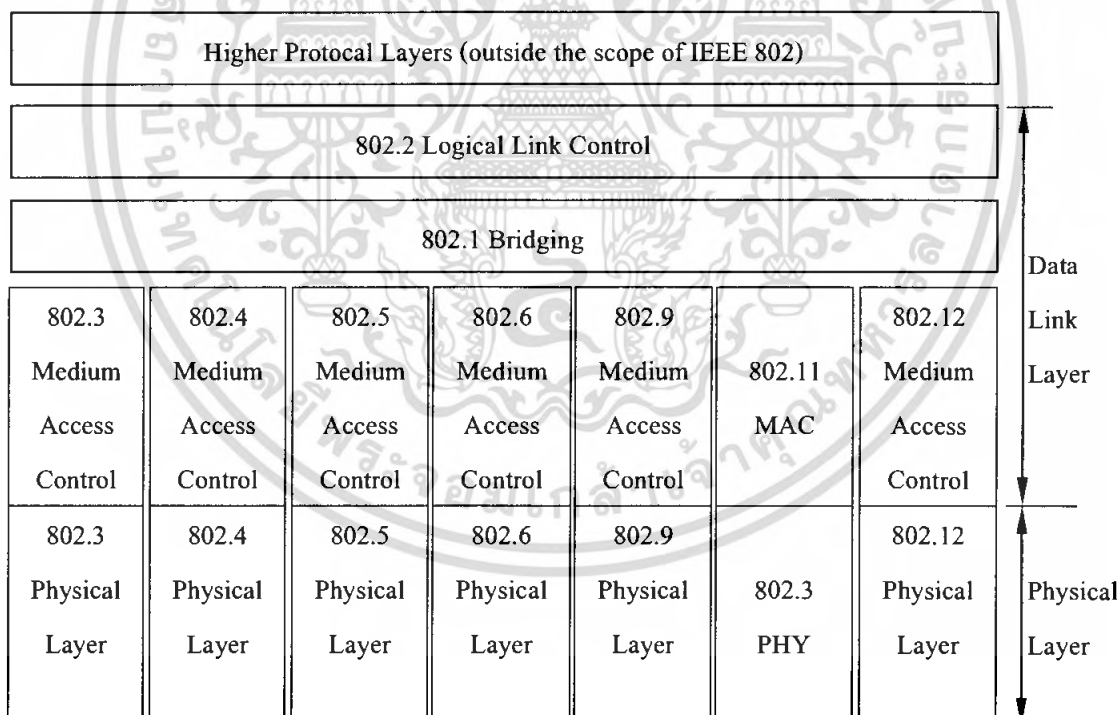 Higher Protocal Layers (outside the scope of IEEE 802)
802.2 Logical Link Control
802.1 Bridging
Data
Link
Layer
802.3
Medium
Access
Control
802.4
Medium
Access
Control
802.5
Medium
Access
Control
802.6
Medium
Access
Control
802.9
Medium
Access
Control
802.11
MAC
802.12
Medium
Access
Control
802.3
Physical
Layer
802.4
Physical
Layer
802.5
Physical
Layer
802.6
Physical
Layer
802.9
Physical
Layer
802.3
PHY
802.12
Physical
Layer
Physical
Layer